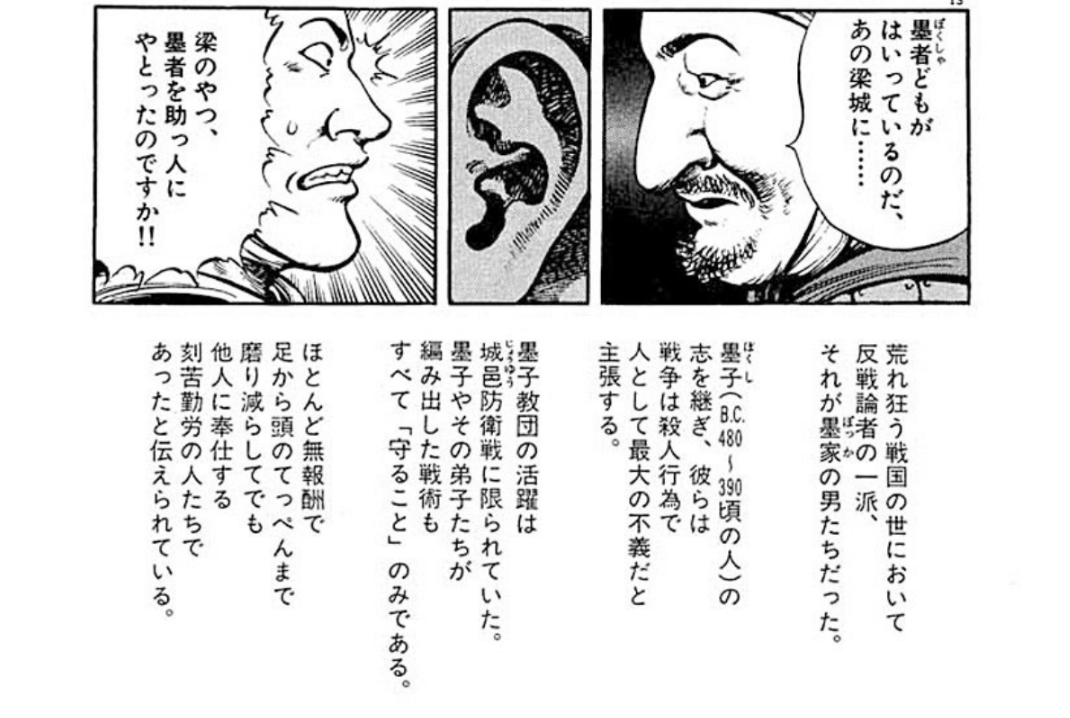 墨者どもが
はいっているのだ、
あの梁城に……
梁のやつ、
墨者を助っ人に
やとったのですか!!
荒れ狂う戦国の世において
反戦論者の一派、
それが墨家の男たちだった。
墨子(B.C.480~390頃の人)の
志を継ぎ、彼らは
戦争は殺人行為で
人として最大の不義だと
主張する。
墨子教団の活躍は
城邑防衛戦に限られていた。
墨子やその弟子たちが
編み出した戦術も
すべて「守ること」のみである。
ほとんど無報酬で
足から頭のてっぺんまで
磨り減らしてでも
他人に奉仕する
刻苦勤労の人たちで
あったと伝えられている。